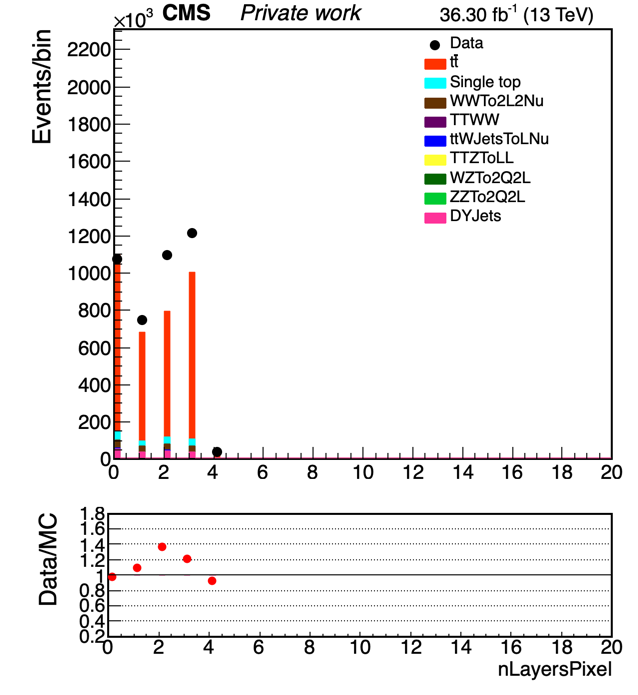 ×10³ CMS Private work 36.30 fb⁻¹ (13 TeV)
Events/bin
2200
2000
1800
1600
1400
1200
1000
800
600
400
200
0
Data
tt̄
Single top
WWTo2L2Nu
TTWW
ttWJetsToLNu
TTZToLL
WZTo2Q2L
ZZTo2Q2L
DYJets
0 2 4 6 8 10 12 14 16 18 20
Data/MC
1.8
1.6
1.4
1.2
1
0.8
0.6
0.4
0.2
0 2 4 6 8 10 12 14 16 18 20
nLayersPixel